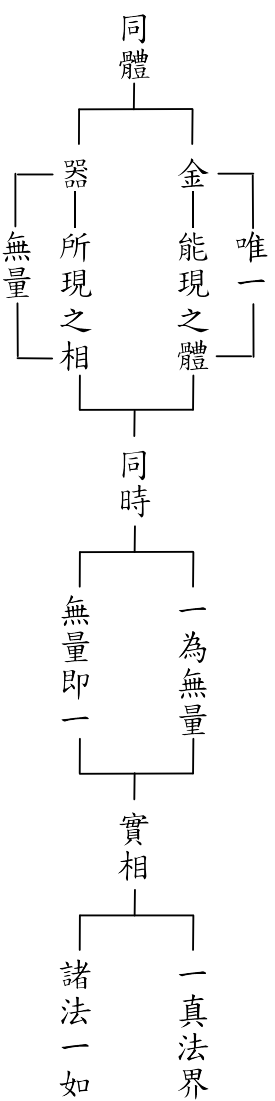 同體
金
能現之體
唯一
器
所現之相
無量
同時
一為無量
無量即一
實相
一真法界
諸法一如